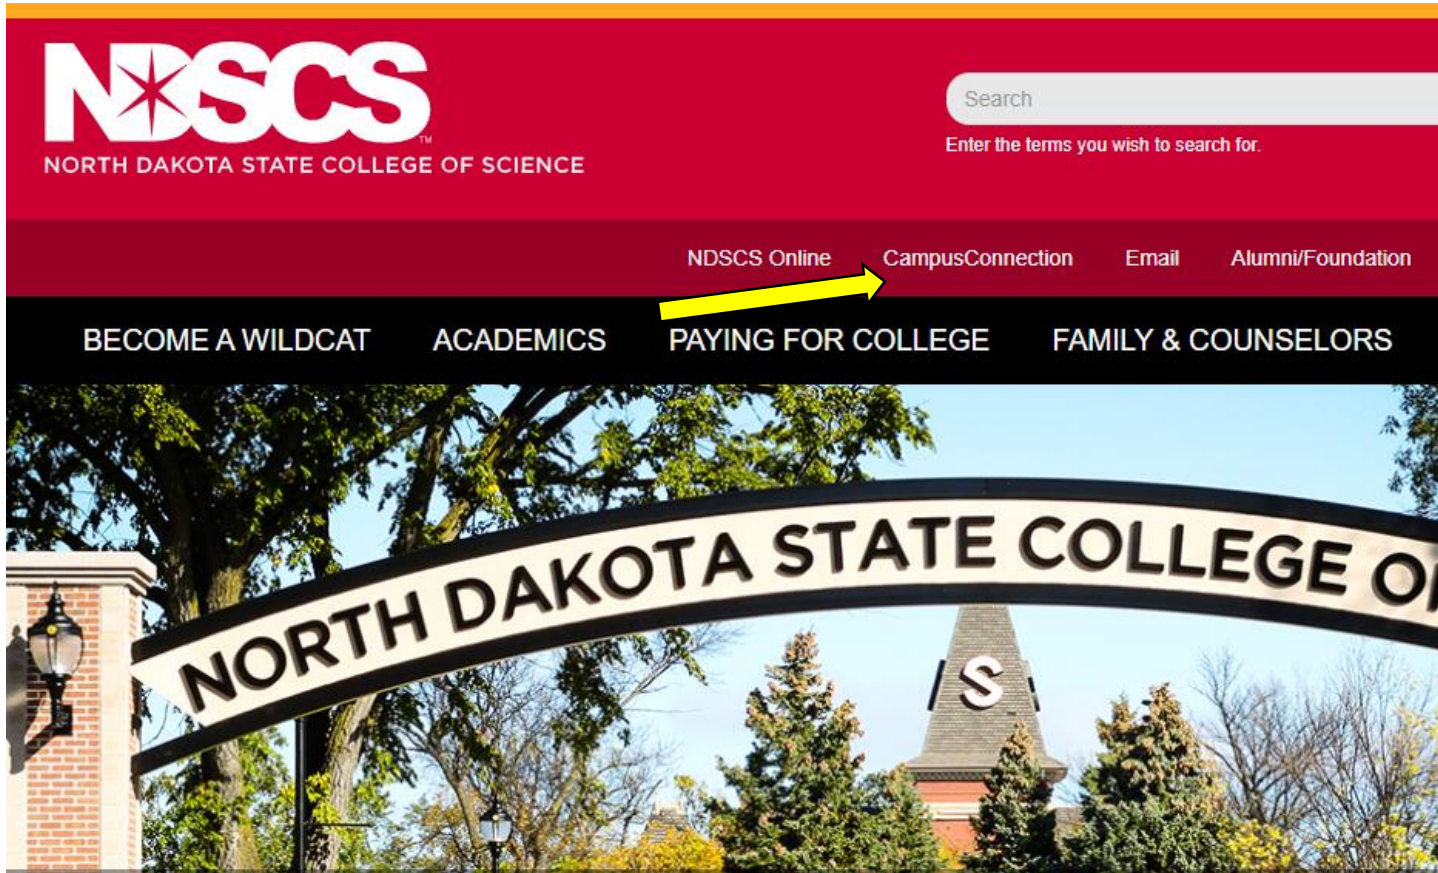 NDSCS
TM
NORTH DAKOTA STATE COLLEGE OF SCIENCE
Search
Enter the terms you wish to search for.
NDSCS Online CampusConnection Email Alumni/Foundation
BECOME A WILDCAT ACADEMICS PAYING FOR COLLEGE FAMILY & COUNSELORS
NORTH DAKOTA STATE COLLEGE O
S